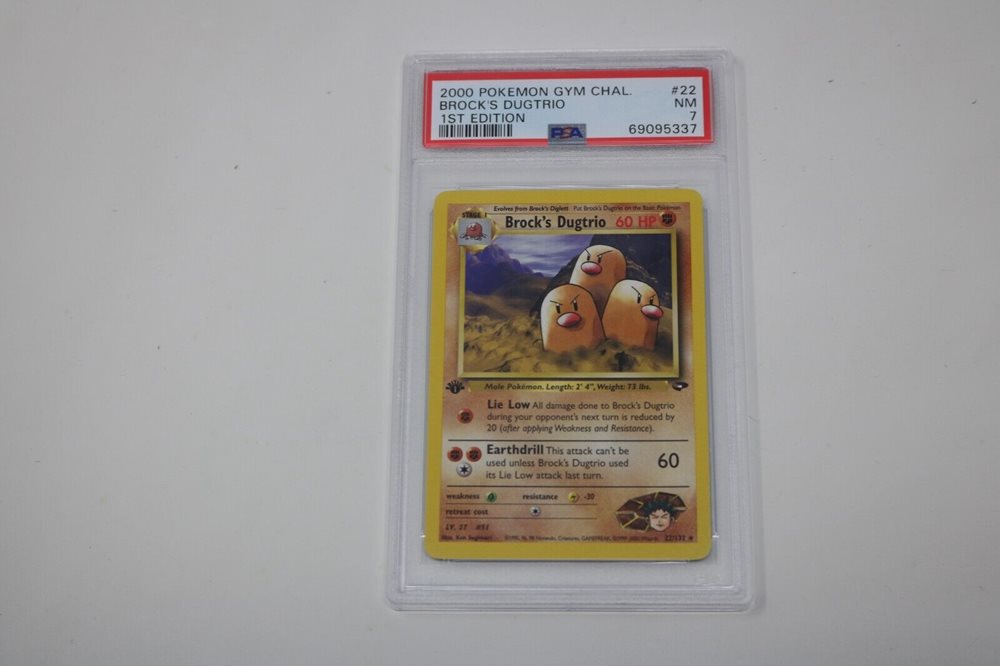 2000 POKEMON GYM CHAL. #22
BROCK'S DUGTRIO NM
1ST EDITION 7
PSA 69095337
Evolves from Brock's Diglett Put Brock's Dugtrio on the Basic Pokémon
STAGE 1
Brock's Dugtrio 60 HP
Mole Pokémon. Length: 2' 4", Weight: 73 lbs.
Lie Low All damage done to Brock's Dugtrio
during your opponent's next turn is reduced by
20 (after applying Weakness and Resistance).
Earthdrill This attack can't be
used unless Brock's Dugtrio used
its Lie Low attack last turn.
60
weakness resistance -30
retreat cost
LV. 27 #51
Illus. Ken Sugimori
22/132